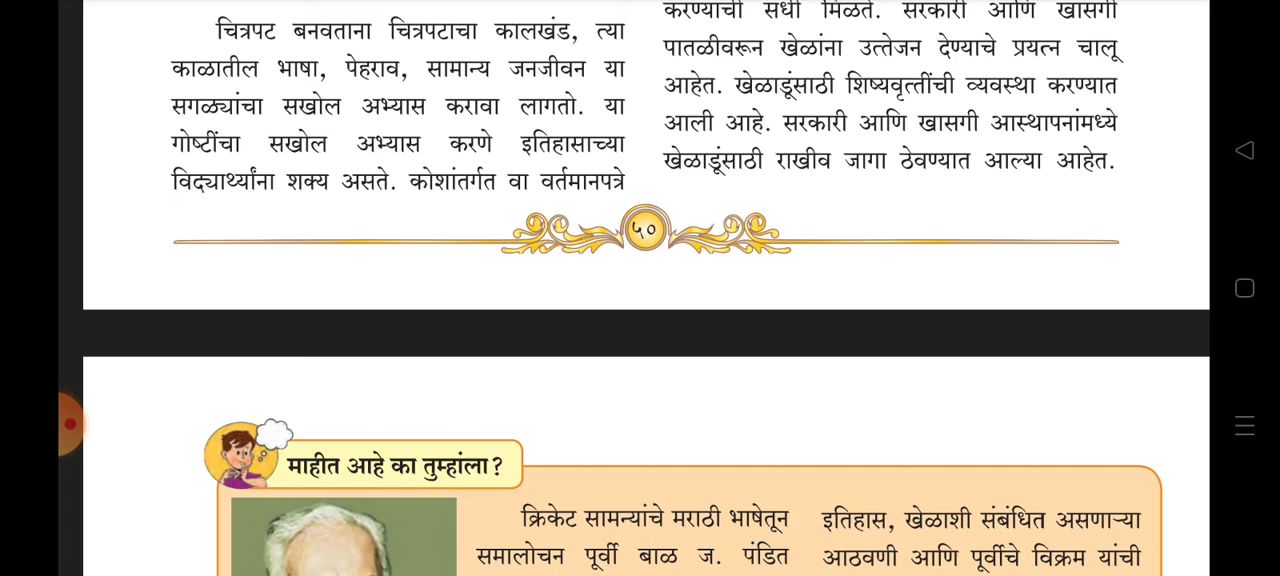 चित्रपट बनवताना चित्रपटाचा कालखंड, त्या
काळातील भाषा, पेहराव, सामान्य जनजीवन या
सगळ्यांचा सखोल अभ्यास करावा लागतो. या
गोष्टींचा सखोल अभ्यास करणे इतिहासाच्या
विद्यार्थ्यांना शक्य असते. कोशांतर्गत वा वर्तमानपत्रे
करण्याची संधी मिळते. सरकारी आणि खासगी
पातळीवरून खेळांना उत्तेजन देण्याचे प्रयत्न चालू
आहेत. खेळाडूंसाठी शिष्यवृत्तींची व्यवस्था करण्यात
आली आहे. सरकारी आणि खासगी आस्थापनांमध्ये
खेळाडूंसाठी राखीव जागा ठेवण्यात आल्या आहेत.
५०
माहीत आहे का तुम्हांला?
क्रिकेट सामन्यांचे मराठी भाषेतून
समालोचन पूर्वी बाळ ज. पंडित
इतिहास, खेळाशी संबंधित असणाऱ्या
आठवणी आणि पूर्वीचे विक्रम यांची